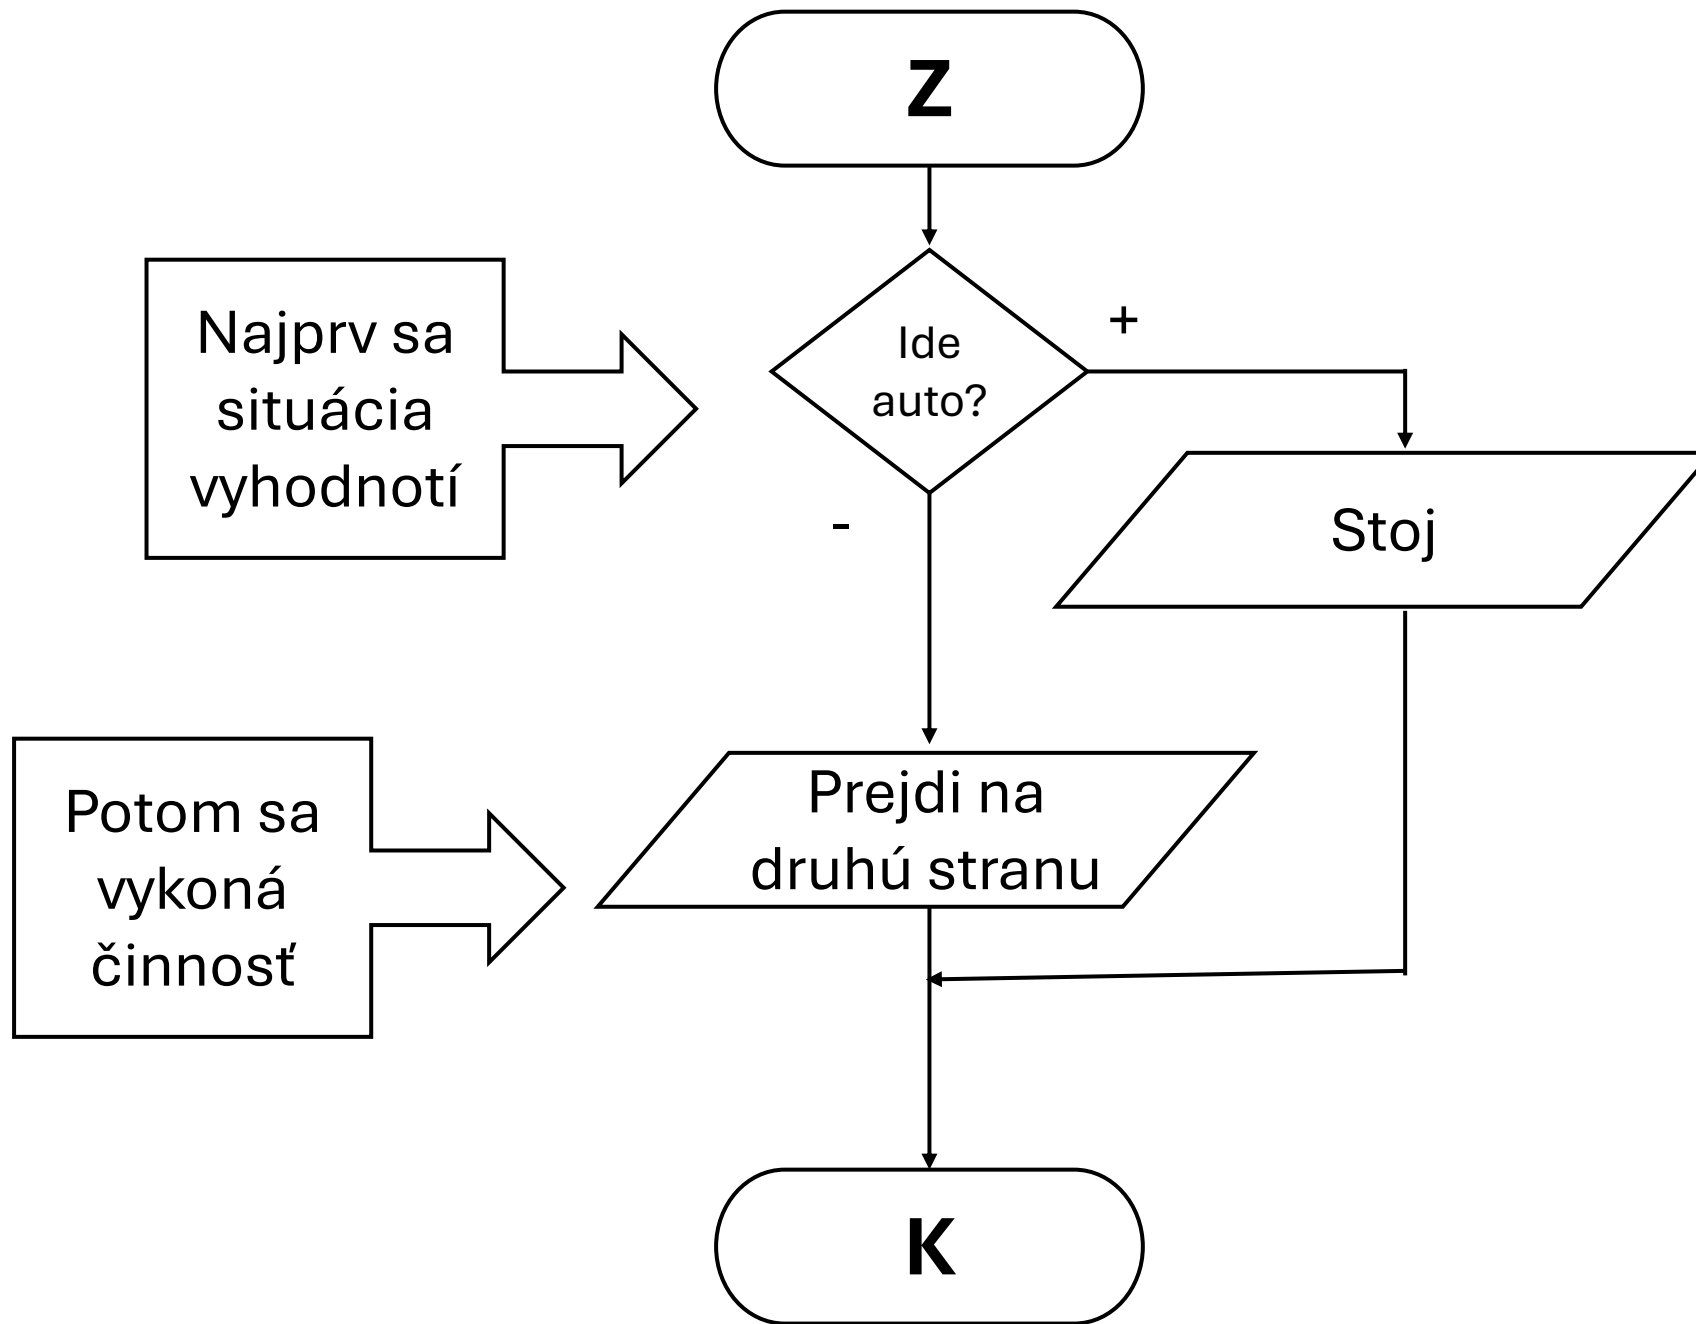 Z
Najprv sa
situácia
vyhodnotí
Ide
auto?
+
-
Stoj
Potom sa
vykoná
činnosť
Prejdi na
druhú stranu
K